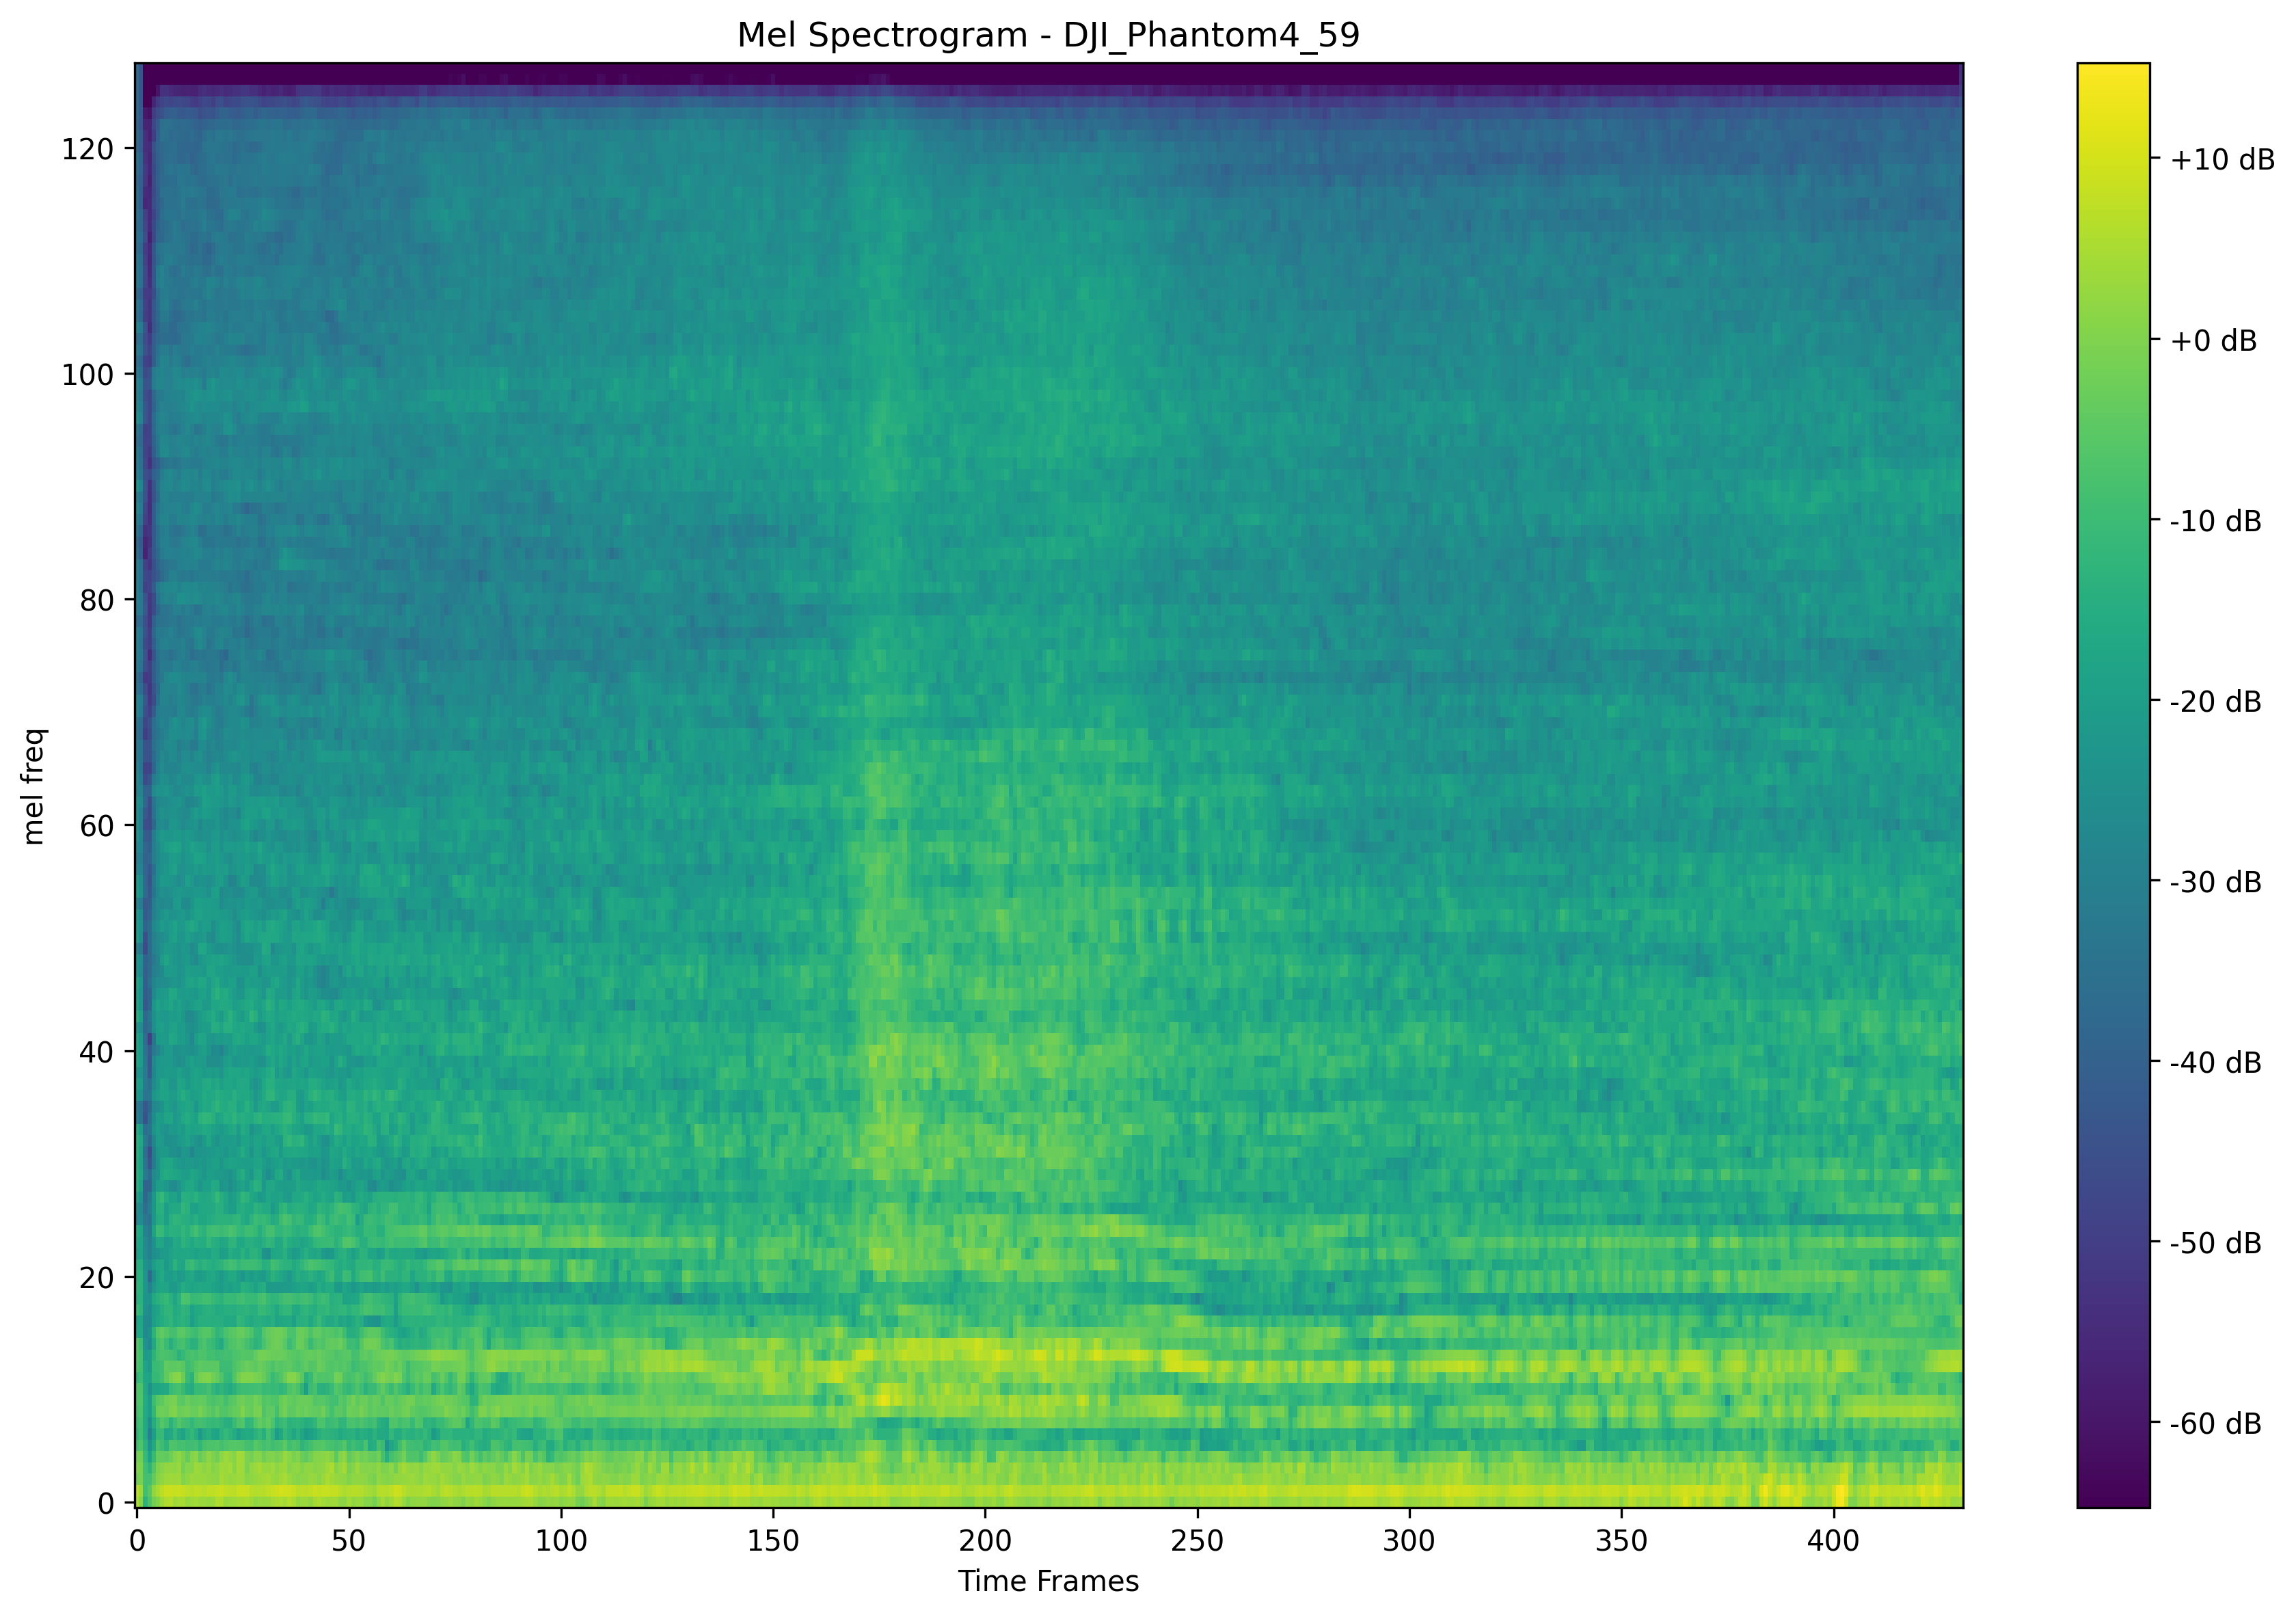 Mel Spectrogram - DJI_Phantom4_59
mel freq
120
100
80
60
40
20
0
0 50 100 150 200 250 300 350 400
Time Frames
+10 dB
+0 dB
-10 dB
-20 dB
-30 dB
-40 dB
-50 dB
-60 dB